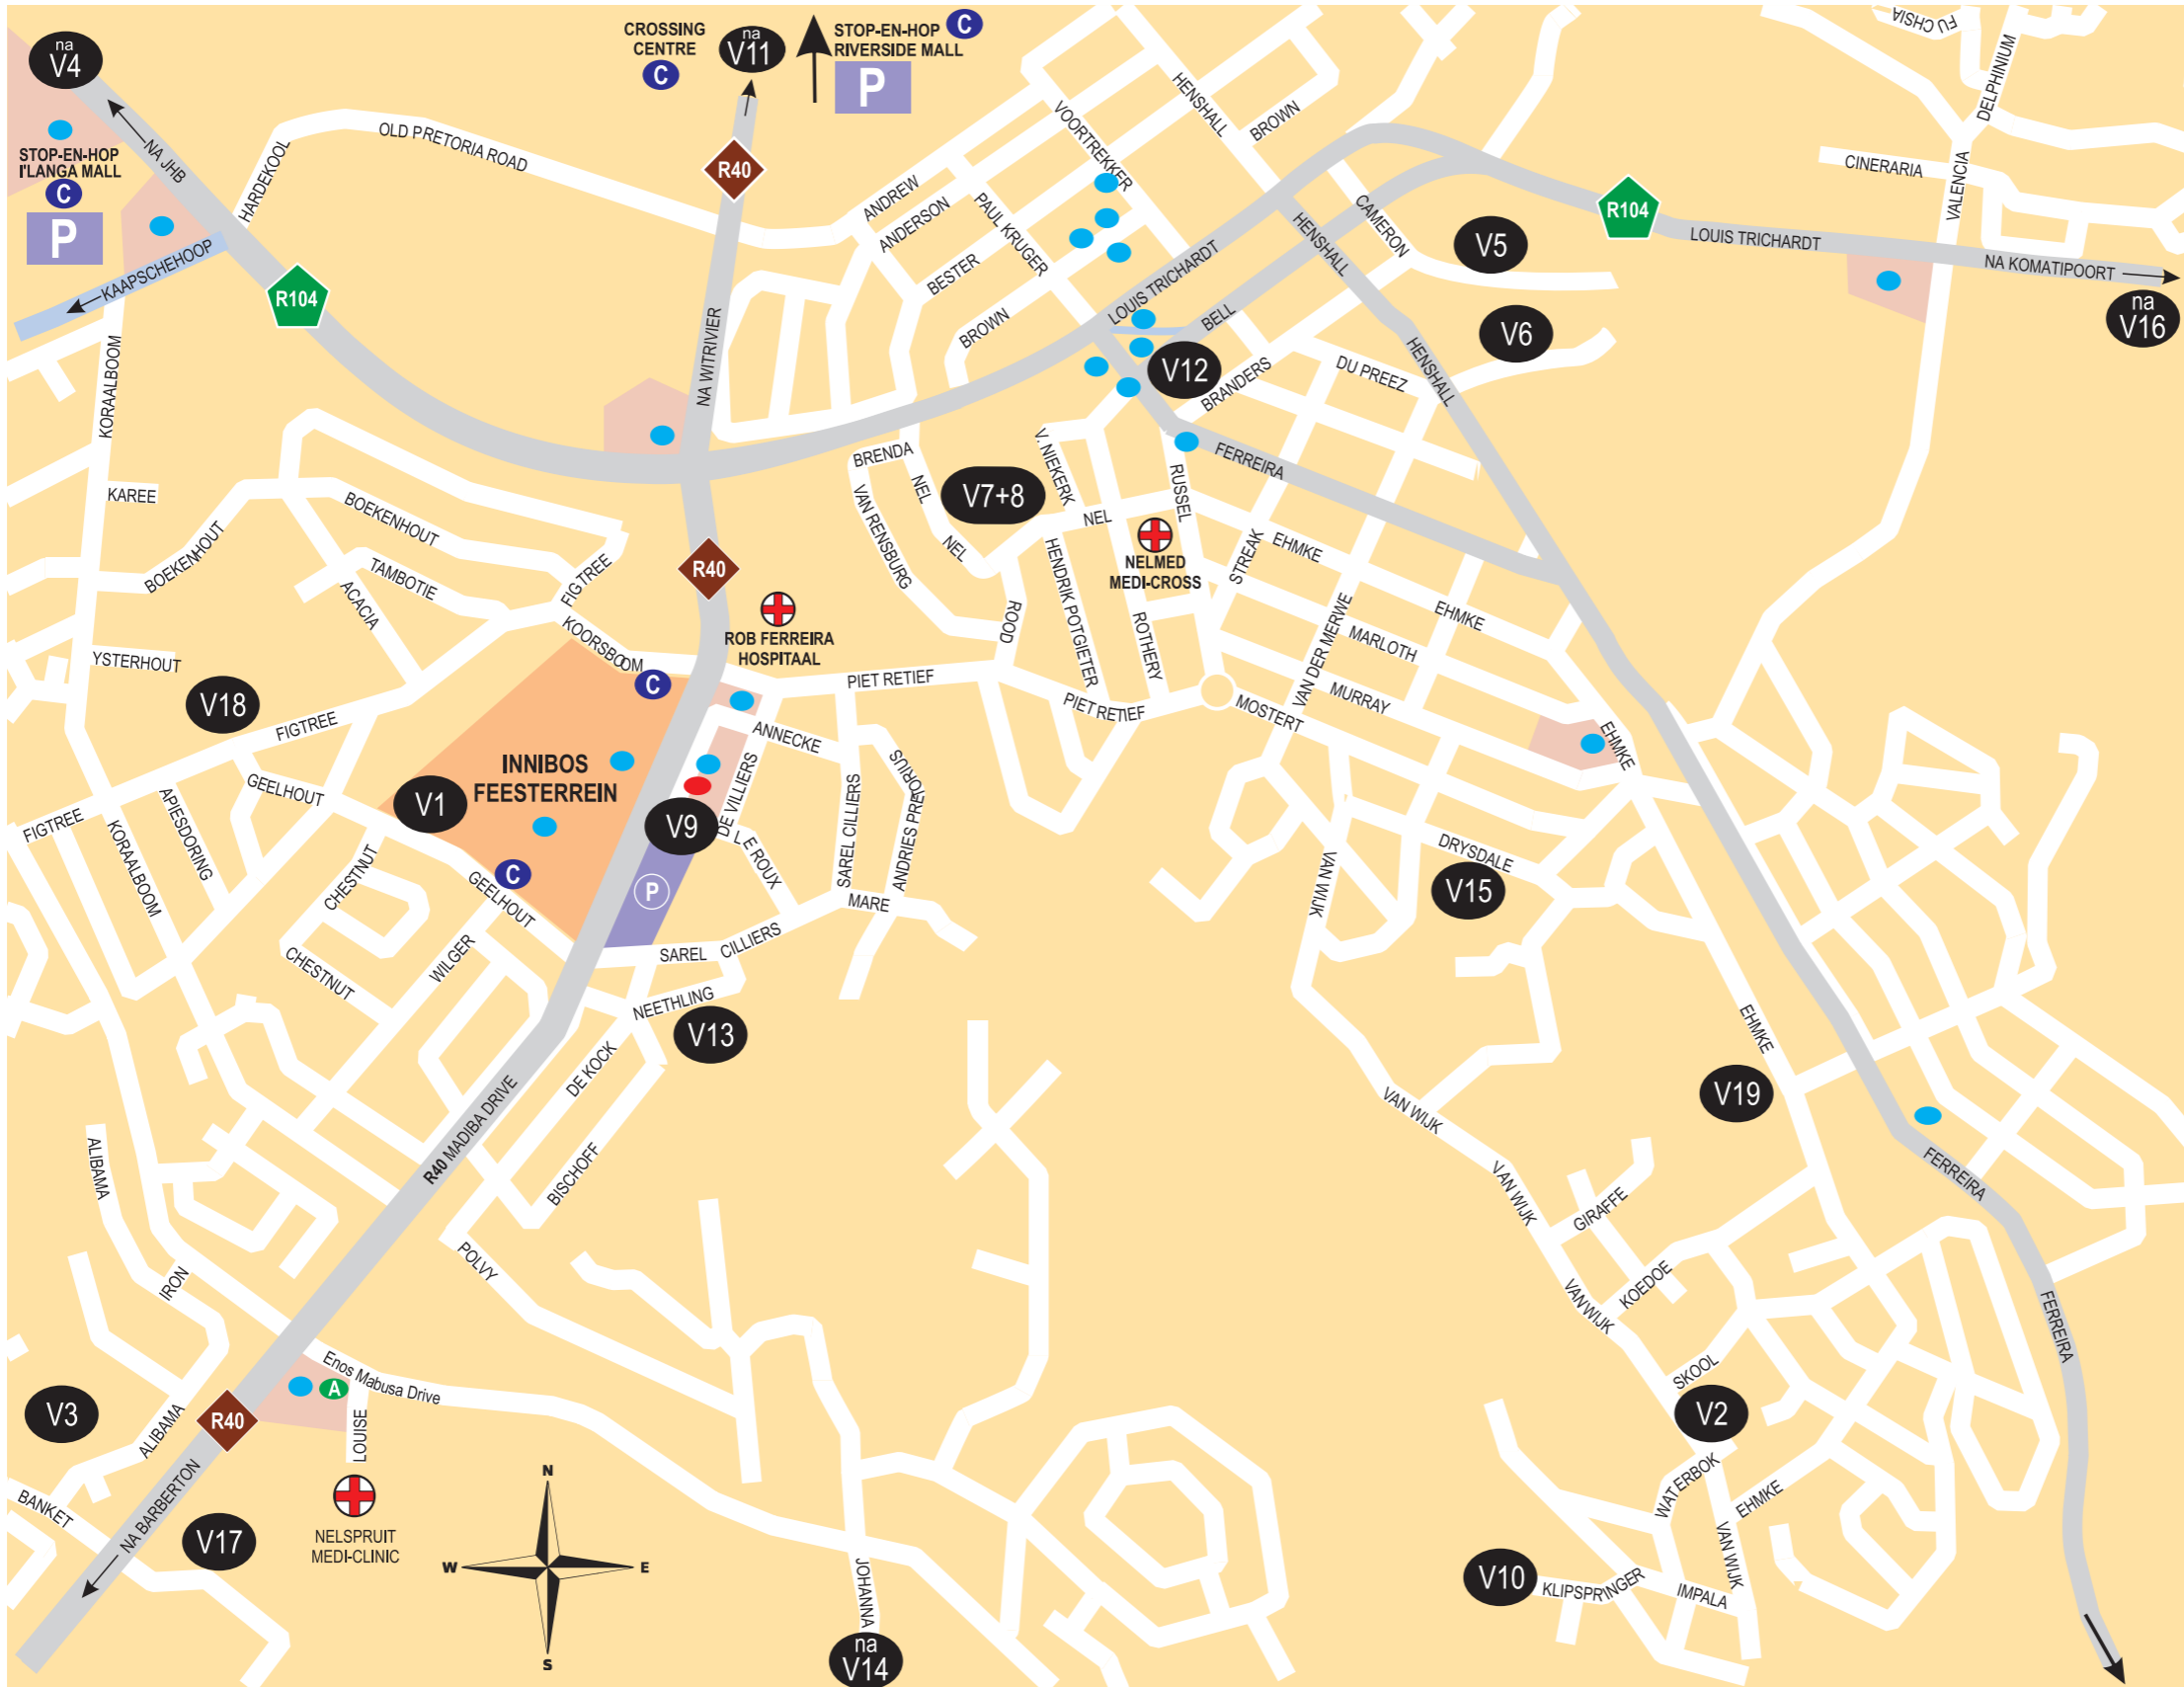 na
V4
STOP-EN-HOP
I'LANGA MALL
C
P
NA JHB
HARDEKOOL
OLD PRETORIA ROAD
KAAPSCHEHOOP
R104
CROSSING
CENTRE
C
na
V11
STOP-EN-HOP
RIVERSIDE MALL
C
P
R40
NA WITRIVIER
ANDREW
ANDERSON
BESTER
BROWN
PAUL KRUGER
VOORTREKKER
HENSHALL
BROWN
LOUIS TRICHARDT
BELL
HENSHALL
CAMERON
V5
V6
V12
BRANDERS
DU PREEZ
HENSHALL
R104
LOUIS TRICHARDT
NA KOMATIPOORT
na
V16
FUCHSIA
DELPHINIUM
CINERARIA
VALENCIA
KORAALBOOM
KAREE
BOEKENHOUT
BOEKENHOUT
TAMBOTIE
ACACIA
FIGTREE
KOORSBOOM
YSTERHOUT
V18
FIGTREE
GEELHOUT
FIGTREE
APIESDORING
KORAALBOOM
CHESTNUT
CHESTNUT
WILGER
GEELHOUT
V1
INNIBOS
FEESTERREIN
C
C
R40
ROB FERREIRA
HOSPITAAL
BRENDA
NEL
VAN RENSBURG
NEL
V7+8
V. NIEKERK
NEL
RUSSEL
FERREIRA
NELMED
MEDI-CROSS
HENDRIK POTGIETER
ROOD
ROTHERY
STREAK
EHMKE
EHMKE
MARLOTH
MURRAY
VAN DER MERWE
MOSTERT
EHMKE
PIET RETIEF
PIET RETIEF
ANNECKE
DE VILLIERS
V9
LE ROUX
SAREL CILLIERS
ANDRIES PRETORIUS
MARE
P
SAREL CILLIERS
NEETHLING
V13
DE KOCK
BISCHOFF
R40 MADIBA DRIVE
POLVY
DRYSDALE
V15
VAN WIJK
VAN WIJK
VAN WIJK
VAN WIJK
EHMKE
V19
GIRAFFE
KOEDOE
SKOOL
V2
FERREIRA
FERREIRA
WATERBOK
EHMKE
VAN WIJK
V10
KLIPSPRINGER
IMPALA
ALIBAMA
IRON
V3
ALIBAMA
R40
Enos Mabusa Drive
A
LOUISE
BANKET
NA BARBERTON
V17
NELSPRUIT
MEDI-CLINIC
N
W
E
S
JOHANNA
na
V14